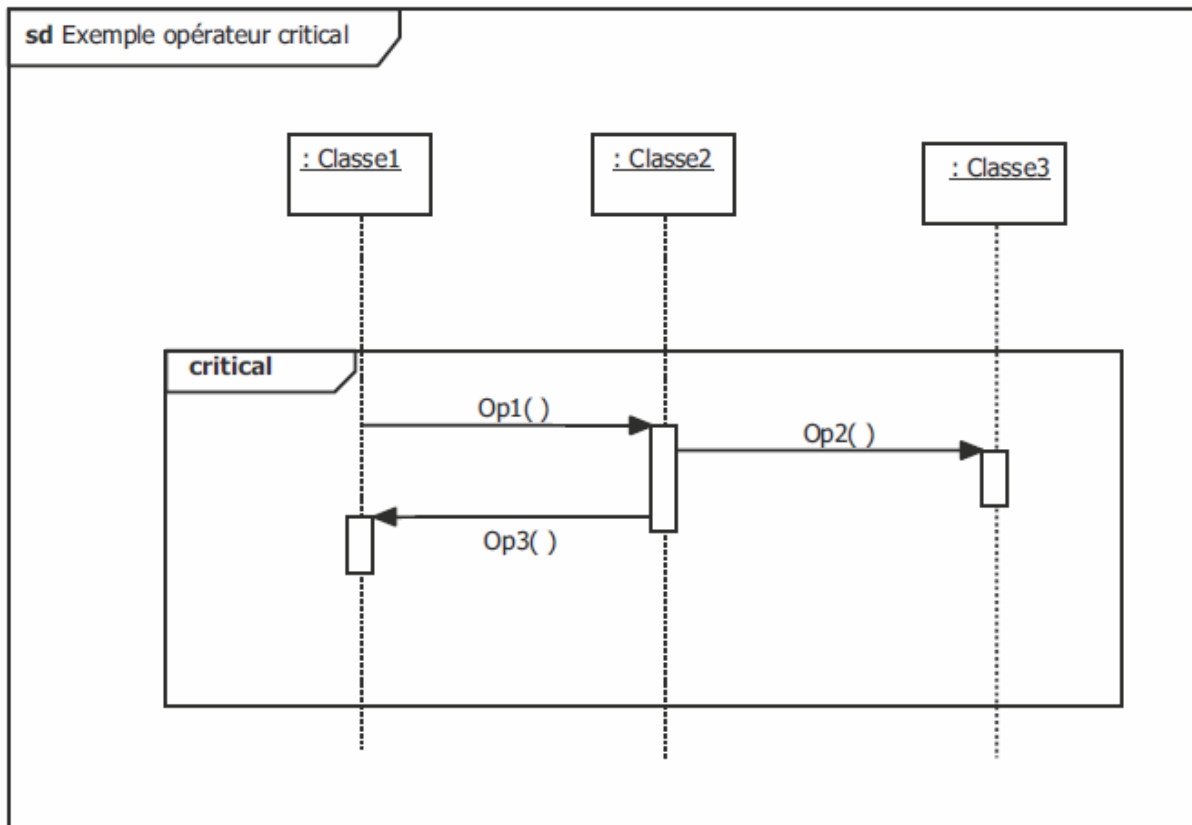 sd Exemple opérateur critical
: Classe1
: Classe2
: Classe3
critical
Op1( )
Op2( )
Op3( )